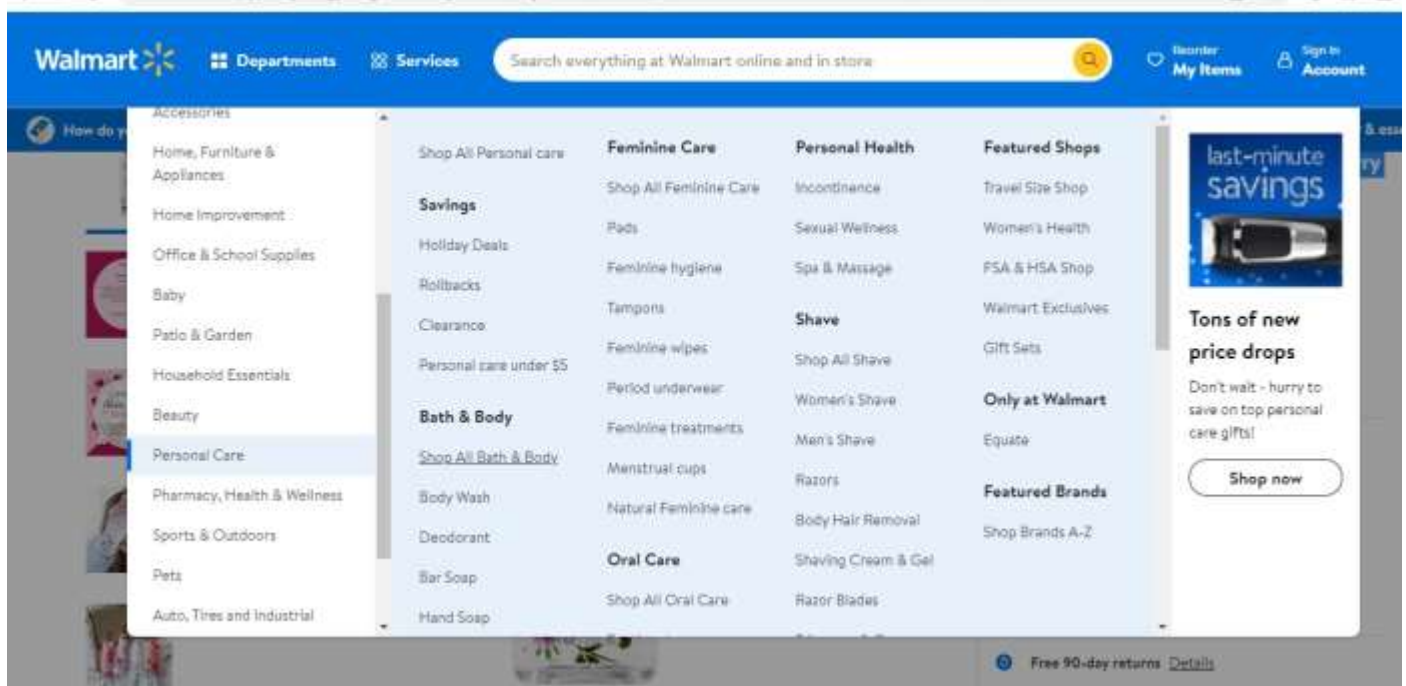 Walmart
Departments
Services
Search everything at Walmart online and in store
Reorder
My Items
Sign In
Account
How do y
& esse
ry
Accessories
Home, Furniture &
Appliances
Home Improvement
Office & School Supplies
Baby
Patio & Garden
Household Essentials
Beauty
Personal Care
Pharmacy, Health & Wellness
Sports & Outdoors
Pets
Auto, Tires and Industrial
Shop All Personal care
Savings
Holiday Deals
Rollbacks
Clearance
Personal care under $5
Bath & Body
Shop All Bath & Body
Body Wash
Deodorant
Bar Soap
Hand Soap
Feminine Care
Shop All Feminine Care
Pads
Feminine hygiene
Tampons
Feminine wipes
Period underwear
Feminine treatments
Menstrual cups
Natural Feminine care
Oral Care
Shop All Oral Care
Personal Health
Incontinence
Sexual Wellness
Spa & Massage
Shave
Shop All Shave
Women's Shave
Men's Shave
Razors
Body Hair Removal
Shaving Cream & Gel
Razor Blades
Featured Shops
Travel Size Shop
Women's Health
FSA & HSA Shop
Walmart Exclusives
Gift Sets
Only at Walmart
Equate
Featured Brands
Shop Brands A-Z
last-minute
savings
Tons of new
price drops
Don't wait - hurry to
save on top personal
care gifts!
Shop now
Free 90-day returns Details